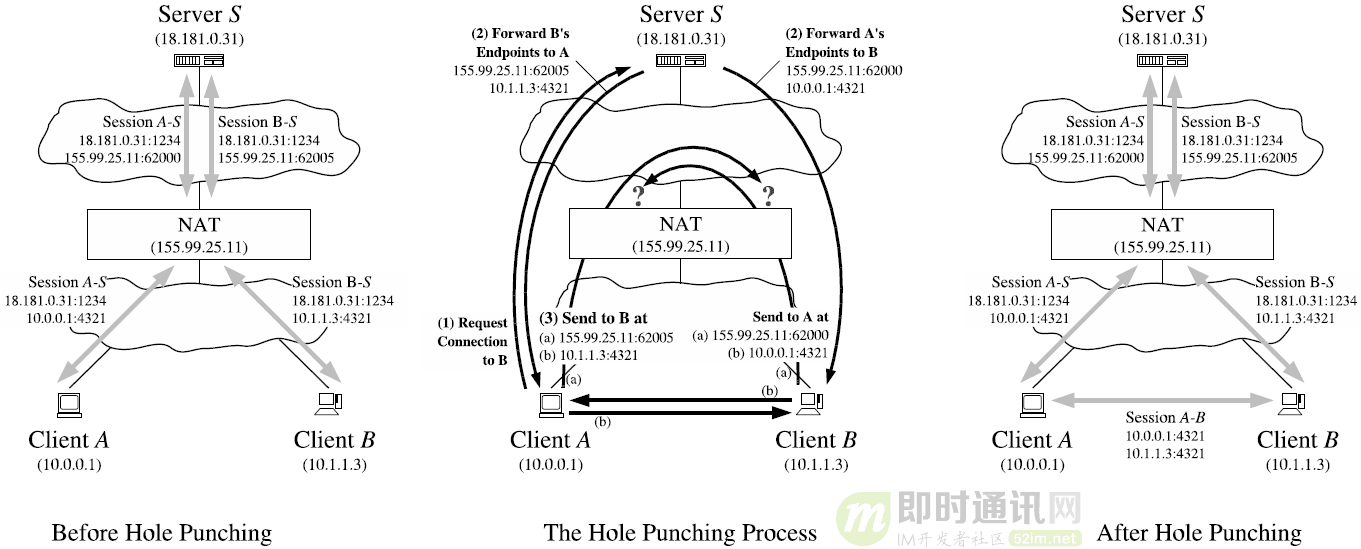 Server S
(18.181.0.31)
Session A-S
18.181.0.31:1234
155.99.25.11:62000
Session B-S
18.181.0.31:1234
155.99.25.11:62005
NAT
(155.99.25.11)
Session A-S
18.181.0.31:1234
10.0.0.1:4321
Session B-S
18.181.0.31:1234
10.1.1.3:4321
Client A
(10.0.0.1)
Client B
(10.1.1.3)
Before Hole Punching
Server S
(18.181.0.31)
(2) Forward B's
Endpoints to A
155.99.25.11:62005
10.1.1.3:4321
(2) Forward A's
Endpoints to B
155.99.25.11:62000
10.0.0.1:4321
?
?
NAT
(155.99.25.11)
(1) Request
Connection
to B
(3) Send to B at
(a) 155.99.25.11:62005
(b) 10.1.1.3:4321
Send to A at
(a) 155.99.25.11:62000
(b) 10.0.0.1:4321
(a)
(a)
(b)
(b)
Client A
(10.0.0.1)
Client B
(10.1.1.3)
The Hole Punching Process
Server S
(18.181.0.31)
Session A-S
18.181.0.31:1234
155.99.25.11:62000
Session B-S
18.181.0.31:1234
155.99.25.11:62005
NAT
(155.99.25.11)
Session A-S
18.181.0.31:1234
10.0.0.1:4321
Session B-S
18.181.0.31:1234
10.1.1.3:4321
Session A-B
10.0.0.1:4321
10.1.1.3:4321
Client A
(10.0.0.1)
Client B
(10.1.1.3)
After Hole Punching
m
即时通讯网
IM开发者社区 52im.net